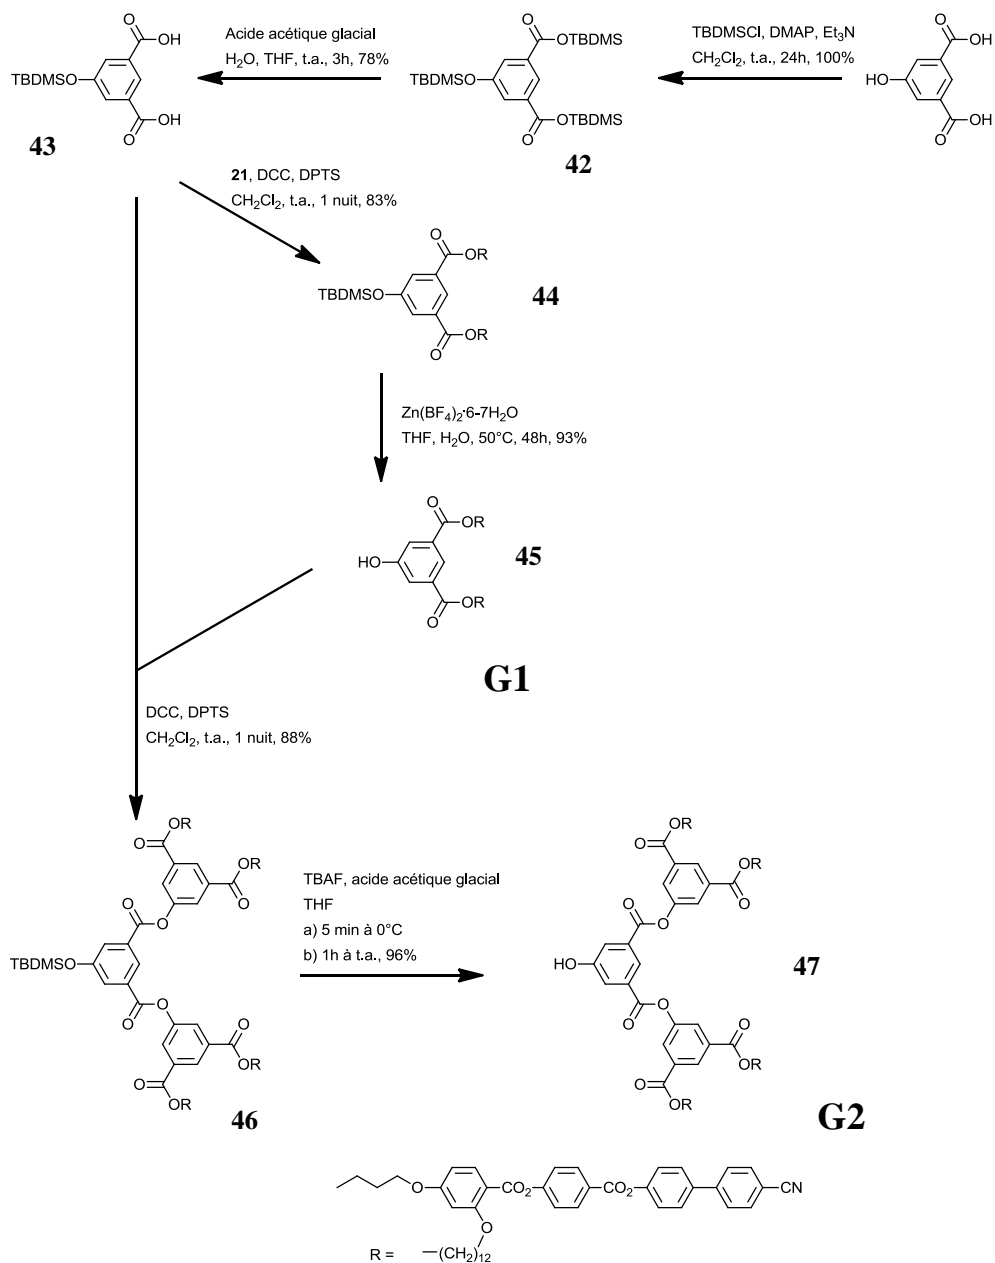 Acide acétique glacial
H₂O, THF, t.a., 3h, 78%
TBDMSCl, DMAP, Et₃N
CH₂Cl₂, t.a., 24h, 100%
O
OH
TBDMSO
O
OH
43
O
OTBDMS
TBDMSO
O
OTBDMS
42
O
OH
HO
O
OH
21, DCC, DPTS
CH₂Cl₂, t.a., 1 nuit, 83%
O
OR
TBDMSO
O
OR
44
Zn(BF₄)₂·6-7H₂O
THF, H₂O, 50°C, 48h, 93%
O
OR
HO
O
OR
45
G1
DCC, DPTS
CH₂Cl₂, t.a., 1 nuit, 88%
OR
O
OR
O
O
O
TBDMSO
O
O
O
OR
O
OR
46
TBAF, acide acétique glacial
THF
a) 5 min à 0°C
b) 1h à t.a., 96%
OR
O
OR
O
O
O
HO
O
O
O
OR
O
OR
47
G2
O
CO₂
CO₂
CN
O
R = —(CH₂)₁₂